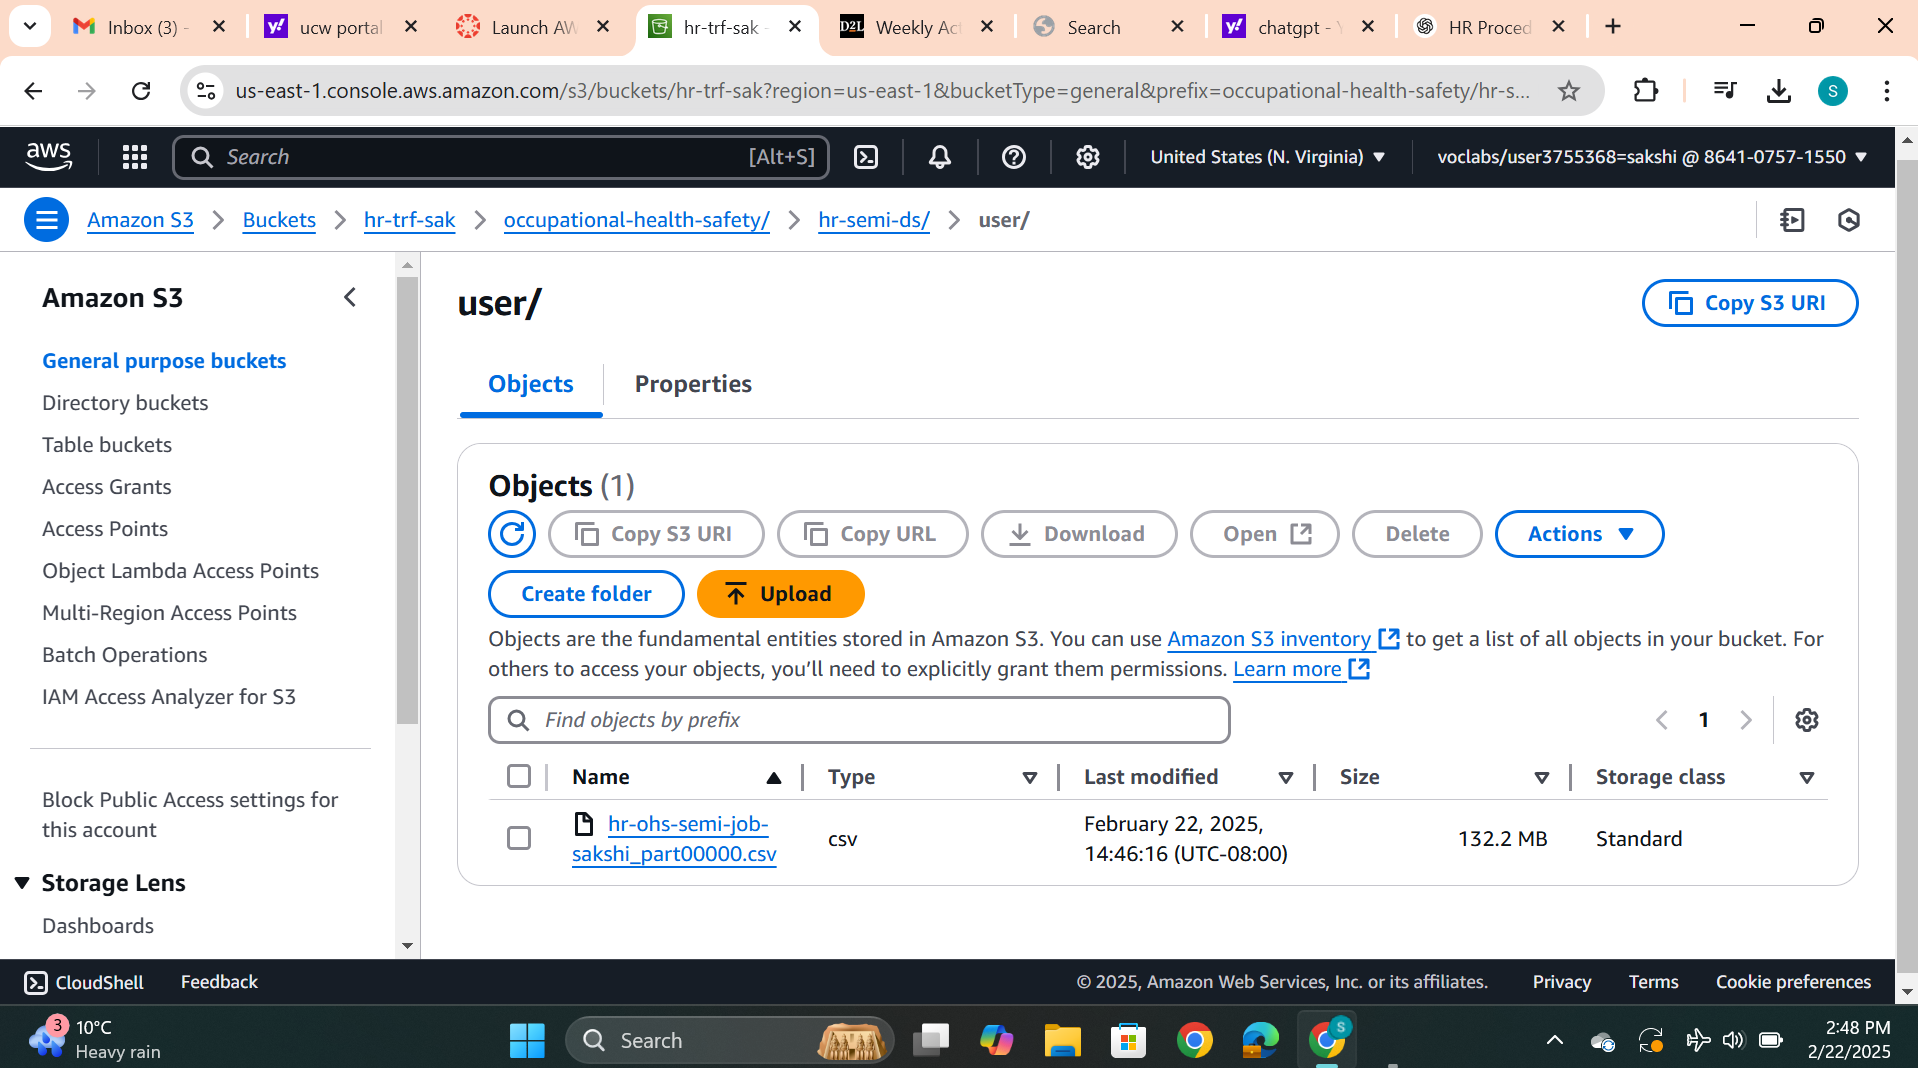 Inbox (3) -
ucw portal
Launch AW
hr-trf-sak -
D2L Weekly Act
Search
chatgpt - Y
HR Proced
us-east-1.console.aws.amazon.com/s3/buckets/hr-trf-sak?region=us-east-1&bucketType=general&prefix=occupational-health-safety/hr-s...
S
aws
Search [Alt+S]
United States (N. Virginia)
voclabs/user3755368=sakshi @ 8641-0757-1550
Amazon S3 > Buckets > hr-trf-sak > occupational-health-safety/ > hr-semi-ds/ > user/
Amazon S3
General purpose buckets
Directory buckets
Table buckets
Access Grants
Access Points
Object Lambda Access Points
Multi-Region Access Points
Batch Operations
IAM Access Analyzer for S3
Block Public Access settings for
this account
Storage Lens
Dashboards
user/
Copy S3 URI
Objects
Properties
Objects (1)
Copy S3 URI
Copy URL
Download
Open
Delete
Actions
Create folder
Upload
Objects are the fundamental entities stored in Amazon S3. You can use Amazon S3 inventory to get a list of all objects in your bucket. For
others to access your objects, you'll need to explicitly grant them permissions. Learn more
Find objects by prefix
1
Name
Type
Last modified
Size
Storage class
hr-ohs-semi-job-
sakshi_part00000.csv
csv
February 22, 2025,
14:46:16 (UTC-08:00)
132.2 MB
Standard
CloudShell
Feedback
© 2025, Amazon Web Services, Inc. or its affiliates.
Privacy
Terms
Cookie preferences
3
10°C
Heavy rain
Search
S
2:48 PM
2/22/2025